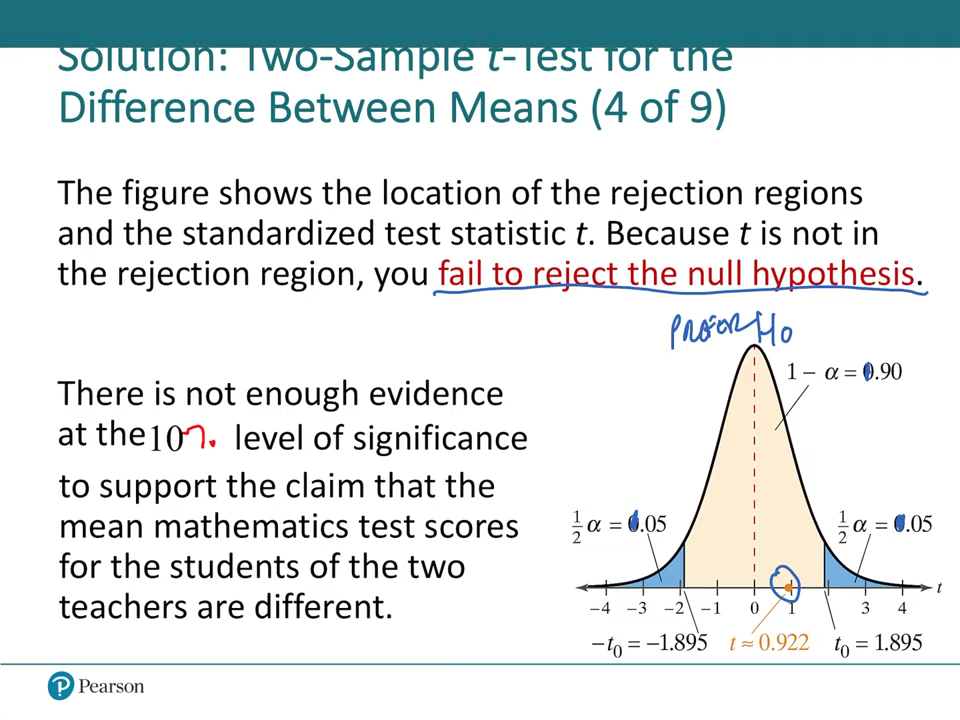 Solution: Two-Sample t-Test for the
Difference Between Means (4 of 9)
The figure shows the location of the rejection regions
and the standardized test statistic t. Because t is not in
the rejection region, you fail to reject the null hypothesis.
H₀
1 − α = 0.90
There is not enough evidence
at the 10%. level of significance
to support the claim that the
mean mathematics test scores
for the students of the two
teachers are different.
½ α = 0.05
½ α = 0.05
t
−4 −3 −2 −1 0 1 3 4
−t₀ = −1.895 t ≈ 0.922 t₀ = 1.895
Pearson